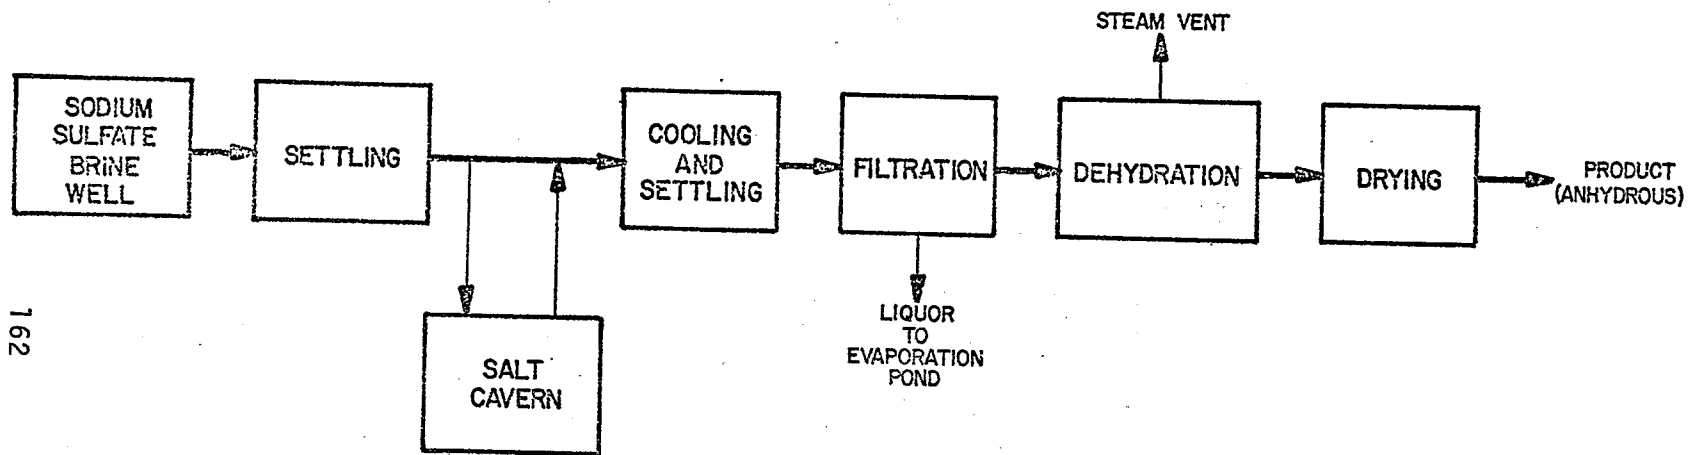 STEAM VENT
SODIUM
SULFATE
BRINE
WELL
SETTLING
COOLING
AND
SETTLING
FILTRATION
DEHYDRATION
DRYING
PRODUCT
(ANHYDROUS)
SALT
CAVERN
LIQUOR
TO
EVAPORATION
POND
162